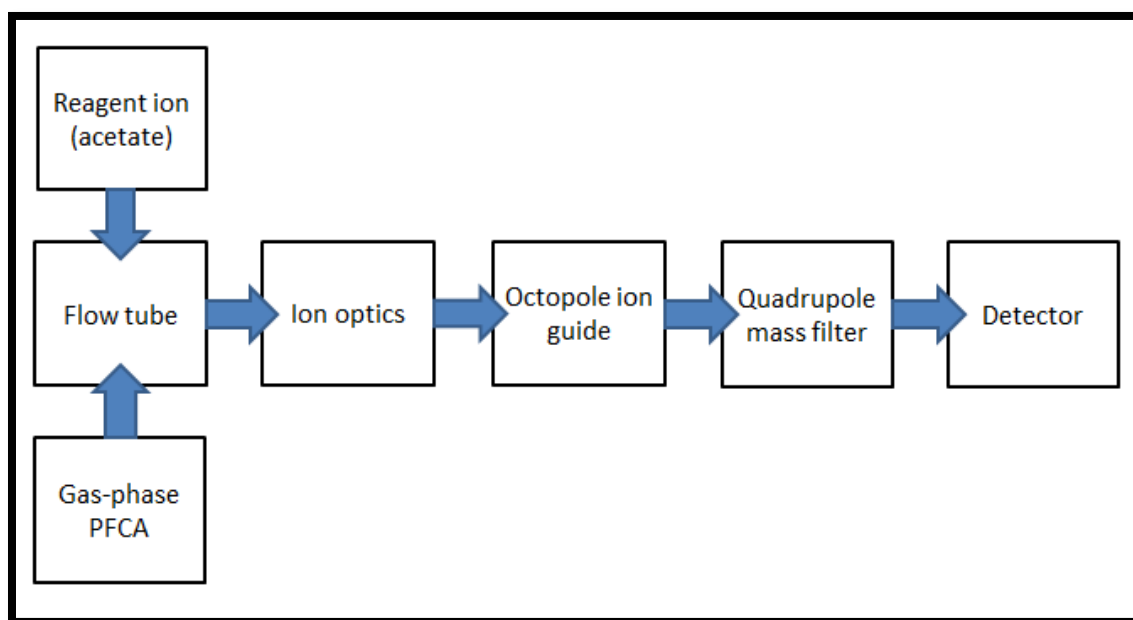 Reagent ion
(acetate)
Flow tube
Ion optics
Octopole ion
guide
Quadrupole
mass filter
Detector
Gas-phase
PFCA